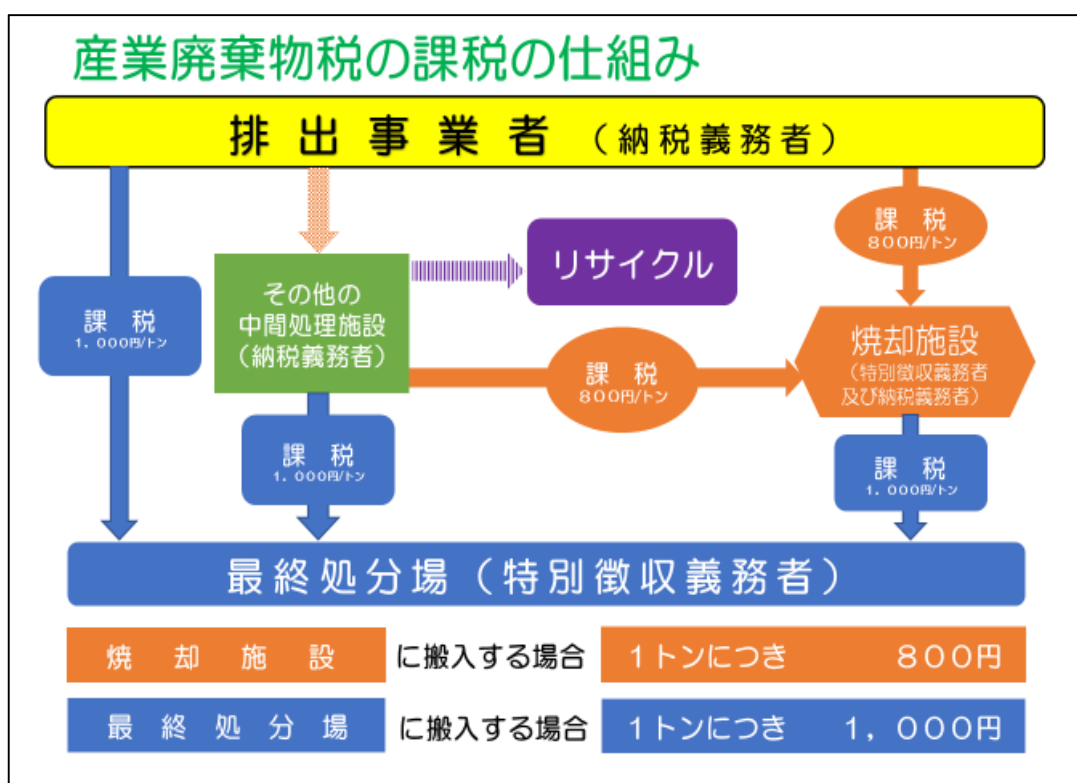 産業廃棄物税の課税の仕組み
排出事業者（納税義務者）
課税
８００円/トン
リサイクル
その他の
中間処理施設
（納税義務者）
課税
１，０００円/トン
焼却施設
（特別徴収義務者
及び納税義務者）
課税
８００円/トン
課税
１，０００円/トン
課税
１，０００円/トン
最終処分場（特別徴収義務者）
焼却施設 に搬入する場合 １トンにつき ８００円
最終処分場 に搬入する場合 １トンにつき １，０００円